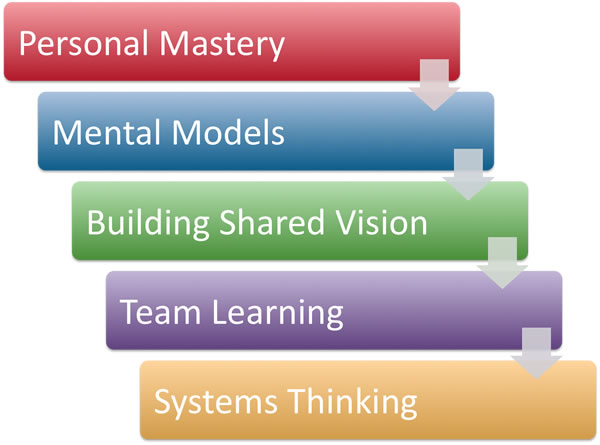 Personal Mastery
Mental Models
Building Shared Vision
Team Learning
Systems Thinking